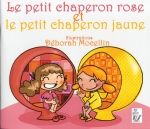 Le petit chaperon rose
et
le petit chaperon jaune
Illustrations
Déborah Mocellin